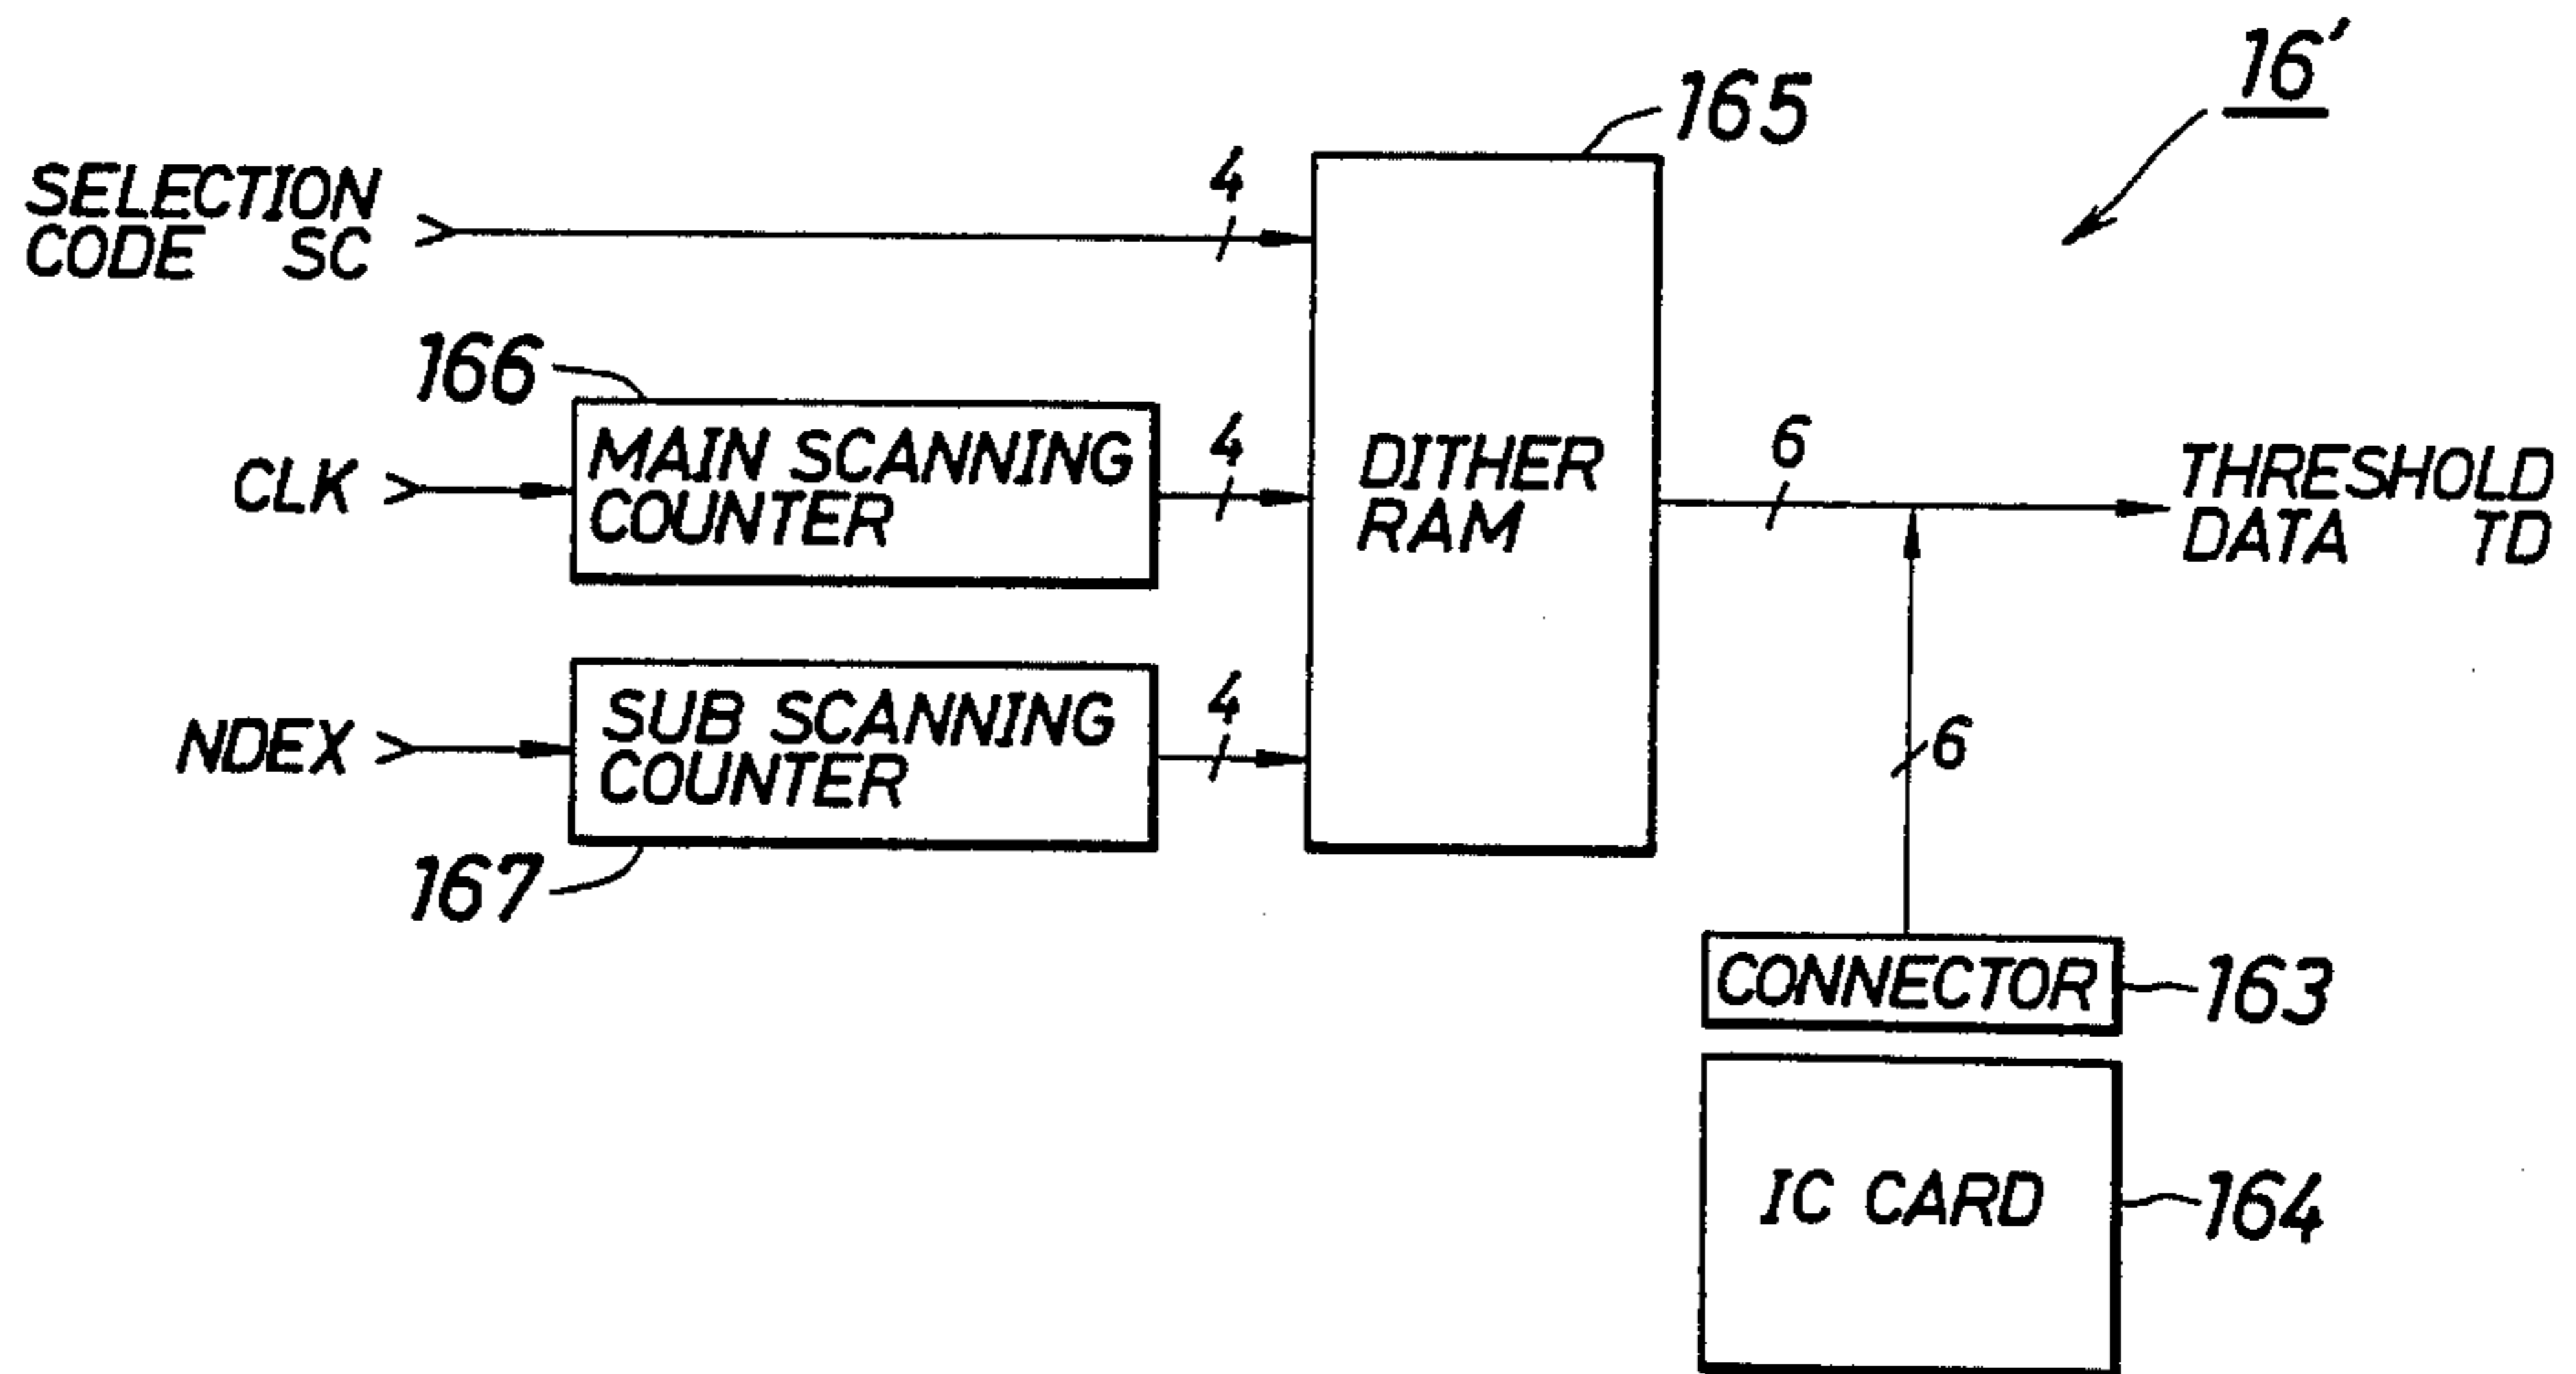 16'
165
SELECTION
CODE SC
4
166
CLK
MAIN SCANNING
COUNTER
4
DITHER
RAM
6
THRESHOLD
DATA TD
NDEX
SUB SCANNING
COUNTER
4
167
6
CONNECTOR
163
IC CARD
164